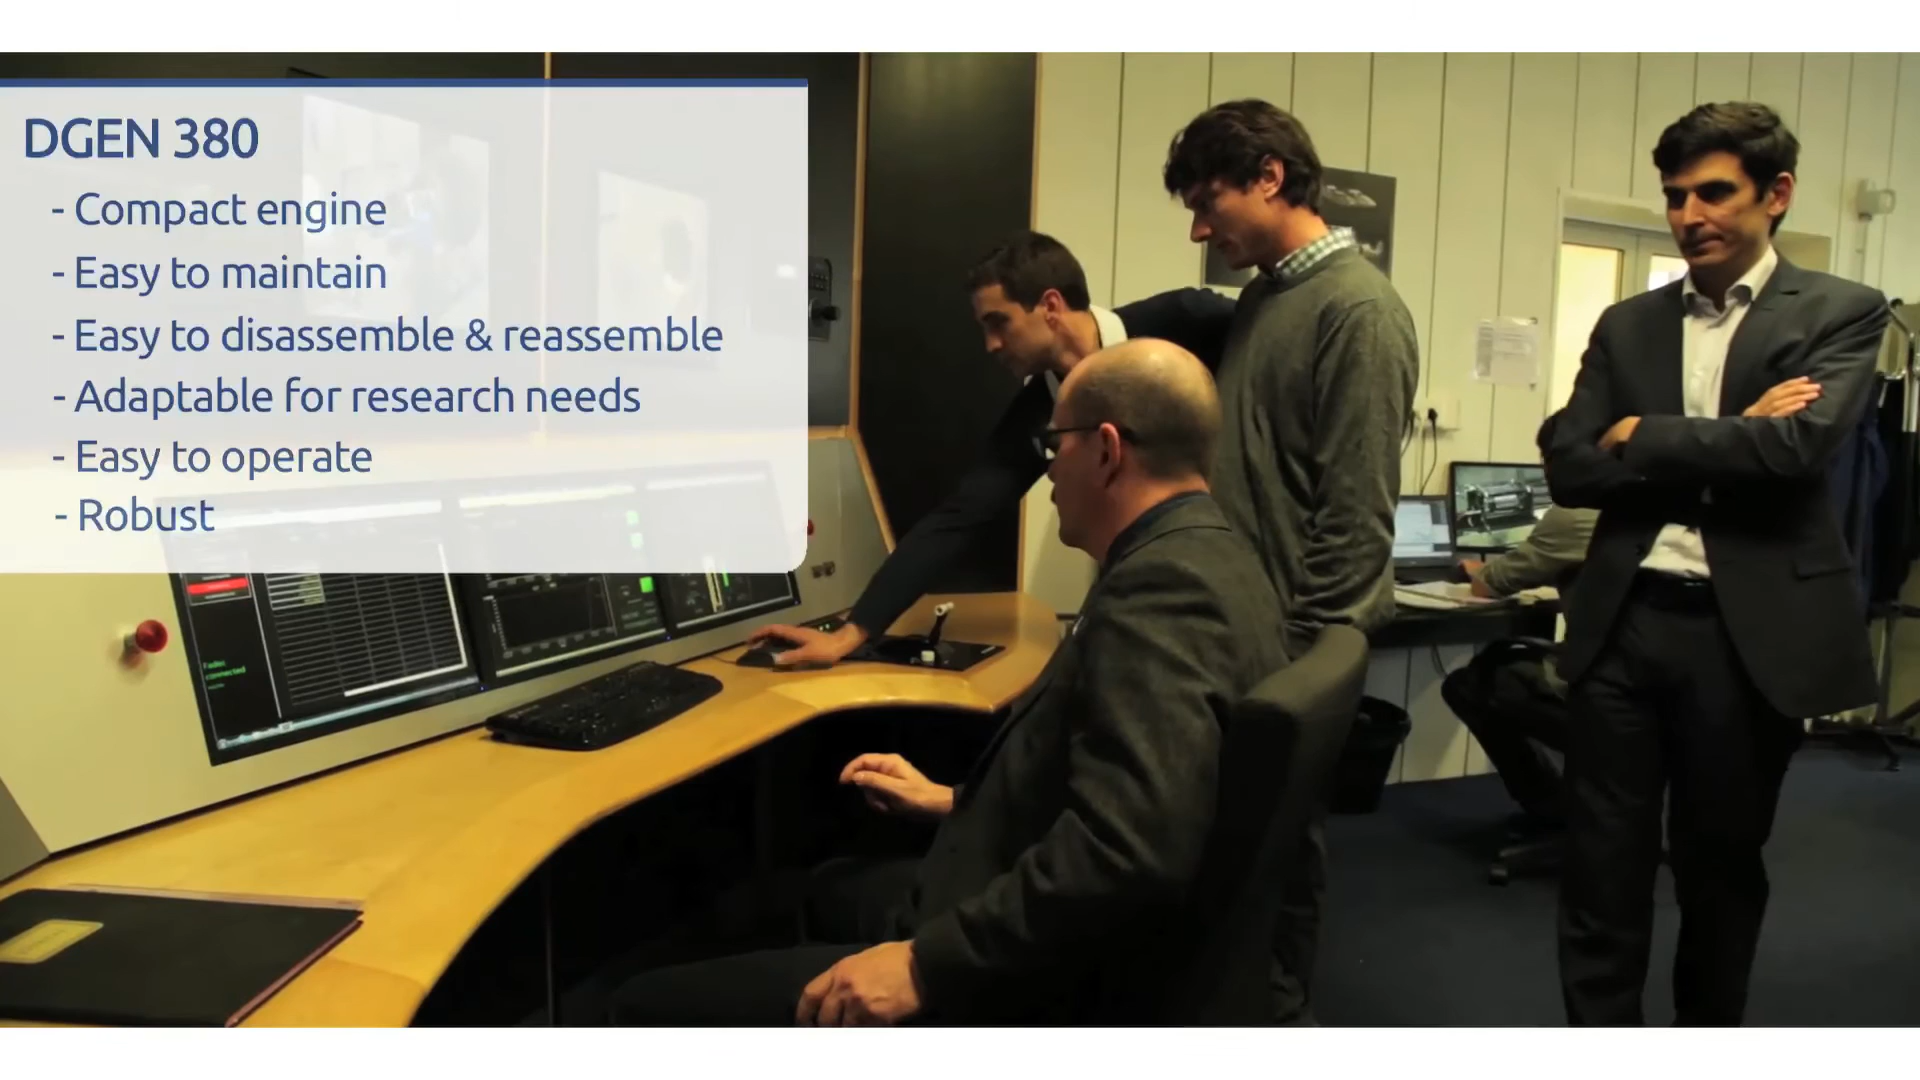 DGEN 380
- Compact engine
- Easy to maintain
- Easy to disassemble & reassemble
- Adaptable for research needs
- Easy to operate
- Robust
connected